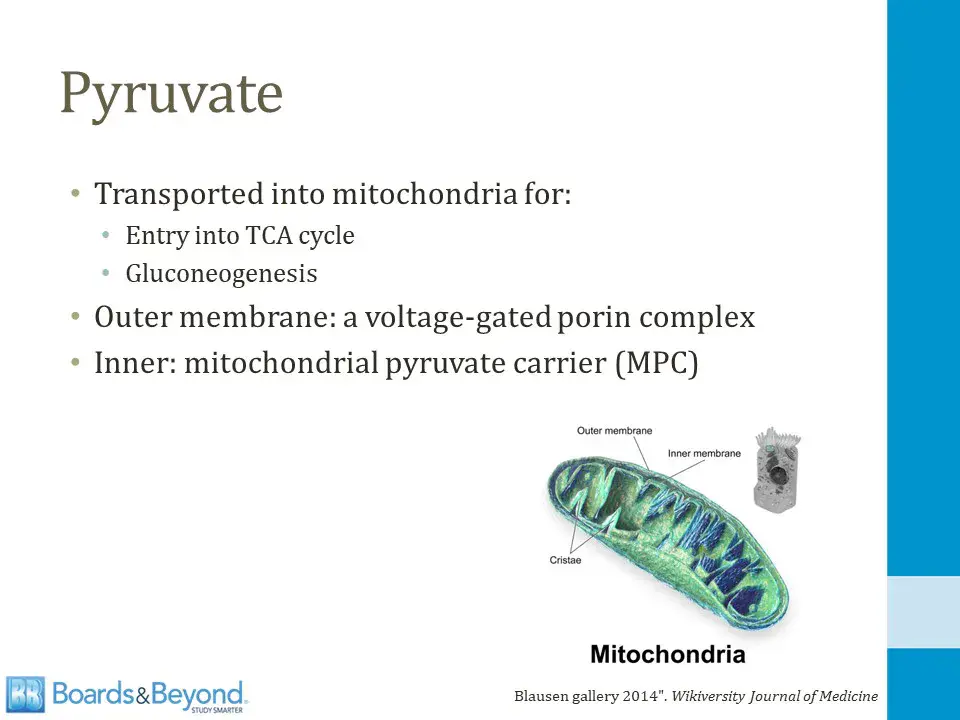 Pyruvate
• Transported into mitochondria for:
• Entry into TCA cycle
• Gluconeogenesis
• Outer membrane: a voltage-gated porin complex
• Inner: mitochondrial pyruvate carrier (MPC)
Outer membrane
Inner membrane
Cristae
Mitochondria
BB Boards&Beyond.
STUDY SMARTER
Blausen gallery 2014". Wikiversity Journal of Medicine